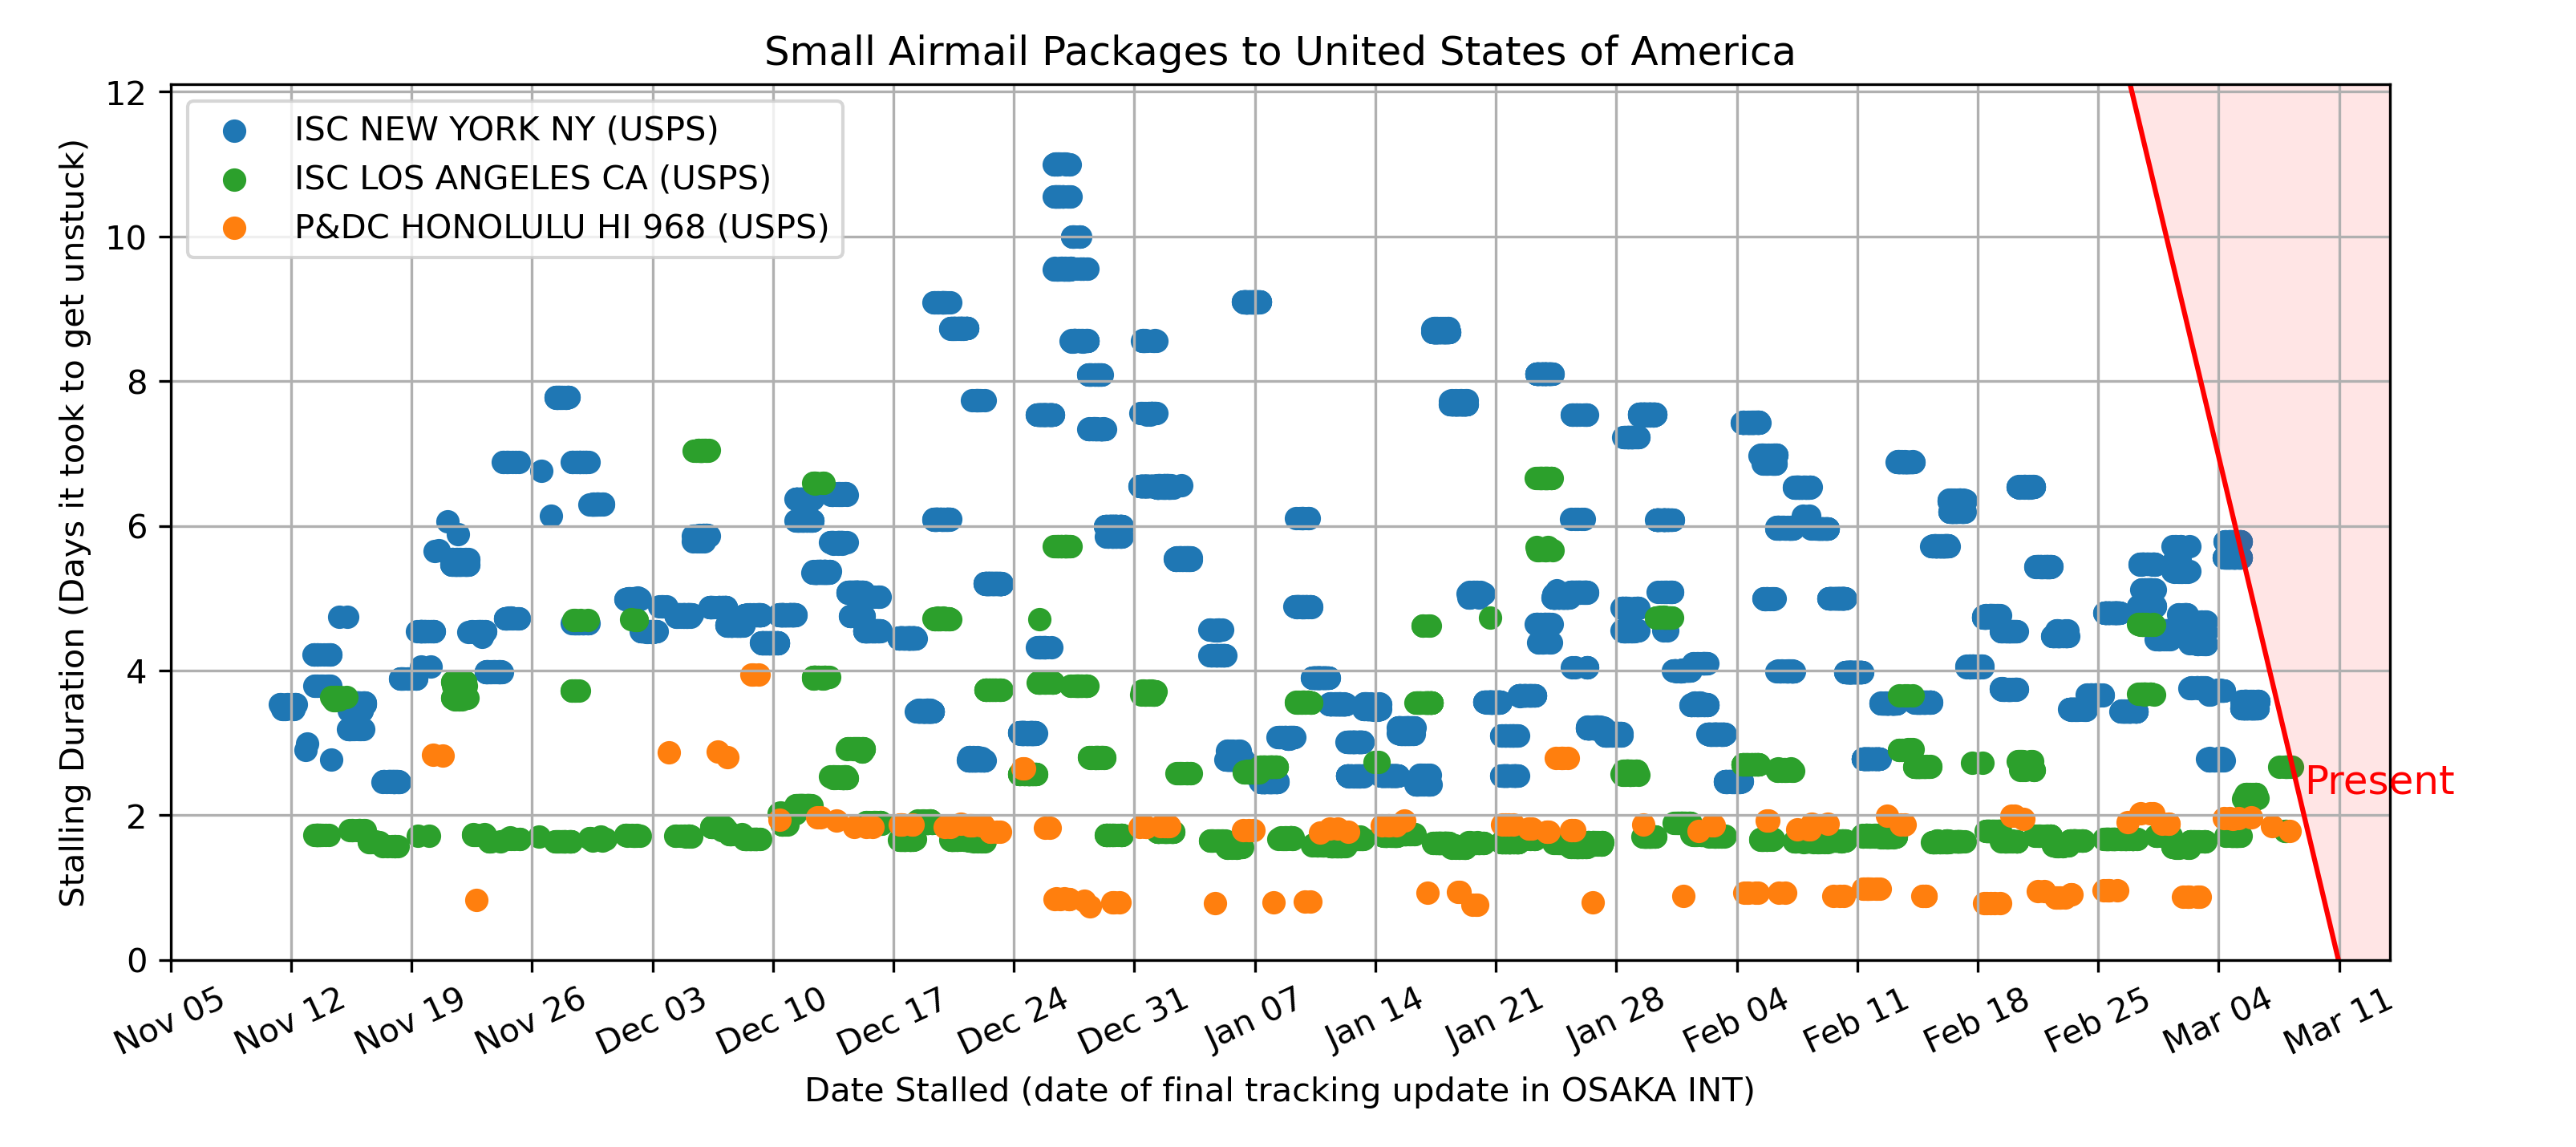 Small Airmail Packages to United States of America
ISC NEW YORK NY (USPS)
ISC LOS ANGELES CA (USPS)
P&DC HONOLULU HI 968 (USPS)
Stalling Duration (Days it took to get unstuck)
12
10
8
6
4
2
0
Present
Nov 05
Nov 12
Nov 19
Nov 26
Dec 03
Dec 10
Dec 17
Dec 24
Dec 31
Jan 07
Jan 14
Jan 21
Jan 28
Feb 04
Feb 11
Feb 18
Feb 25
Mar 04
Mar 11
Date Stalled (date of final tracking update in OSAKA INT)